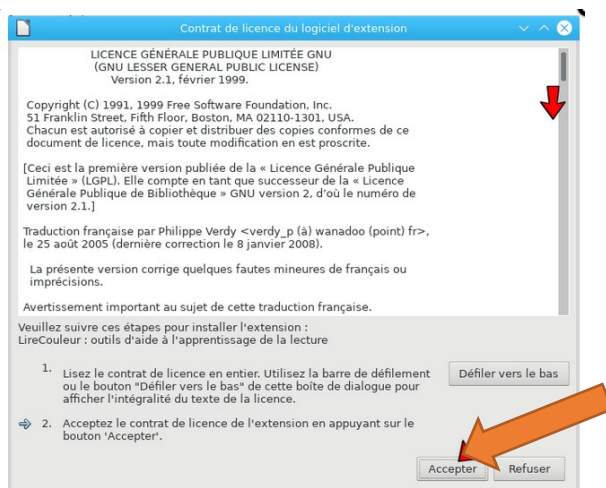 Contrat de licence du logiciel d'extension
LICENCE GÉNÉRALE PUBLIQUE LIMITÉE GNU
(GNU LESSER GENERAL PUBLIC LICENSE)
Version 2.1, février 1999.
Copyright (C) 1991, 1999 Free Software Foundation, Inc.
51 Franklin Street, Fifth Floor, Boston, MA 02110-1301, USA.
Chacun est autorisé à copier et distribuer des copies conformes de ce
document de licence, mais toute modification en est proscrite.
[Ceci est la première version publiée de la « Licence Générale Publique
Limitée » (LGPL). Elle compte en tant que successeur de la « Licence
Générale Publique de Bibliothèque » GNU version 2, d'où le numéro de
version 2.1.]
Traduction française par Philippe Verdy <verdy_p (à) wanadoo (point) fr>,
le 25 août 2005 (dernière correction le 8 janvier 2008).
La présente version corrige quelques fautes mineures de français ou
imprécisions.
Avertissement important au sujet de cette traduction française.
Veuillez suivre ces étapes pour installer l'extension :
LireCouleur : outils d'aide à l'apprentissage de la lecture
1. Lisez le contrat de licence en entier. Utilisez la barre de défilement
ou le bouton "Défiler vers le bas" de cette boîte de dialogue pour
afficher l'intégralité du texte de la licence.
Défiler vers le bas
2. Acceptez le contrat de licence de l'extension en appuyant sur le
bouton 'Accepter'.
Accepter
Refuser